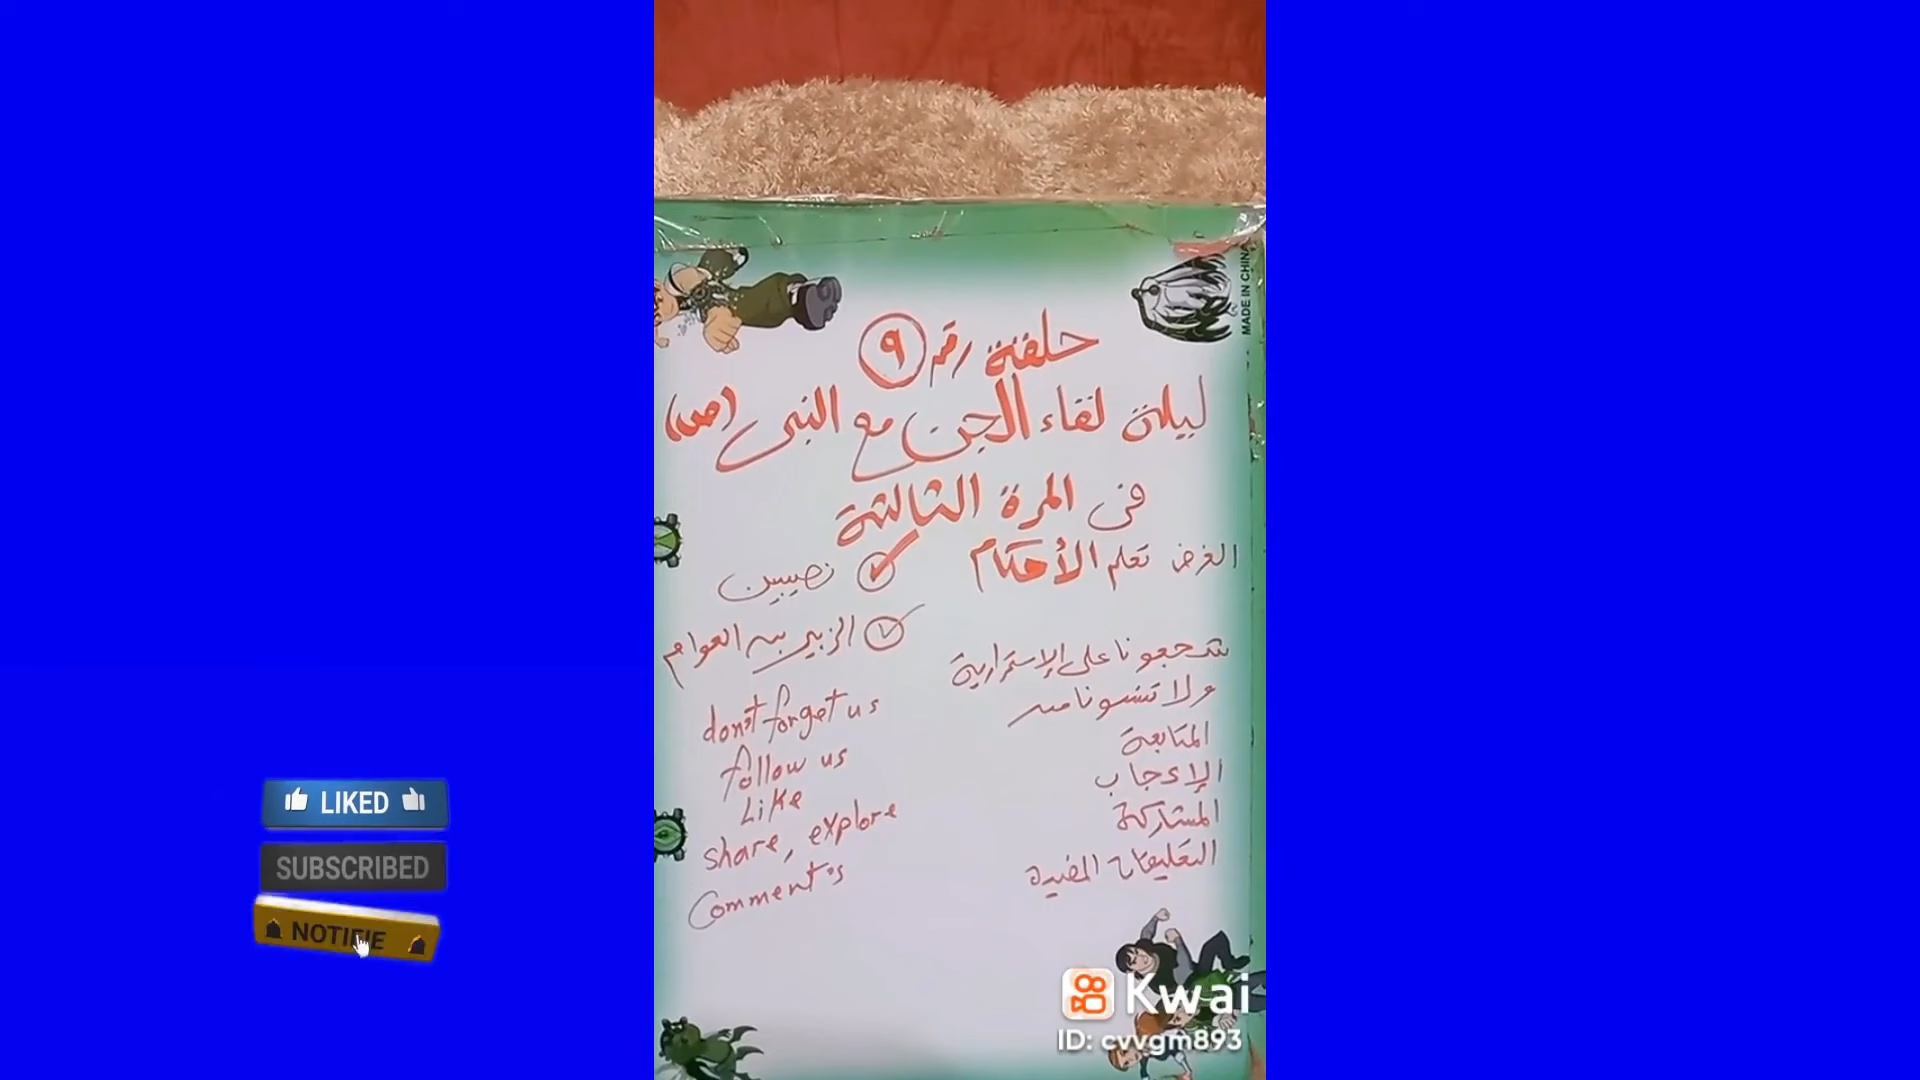 حلقة رقم ٩
ليلة لقاء الجن مع النبى (ص)
فى المرة الثالثة
الغرض تعلم الأحكام
نصيبين
الزبير بن العوام
شجعونا على الإستمرارية
ولا تنسونا من
المتابعة
الإعجاب
المشاركة
التعليقات المفيدة
don't forget us
follow us
Like
share, explore
Comment's
MADE IN CHINA
LIKED
SUBSCRIBED
NOTIFIE
Kwai
ID: cvvgm893